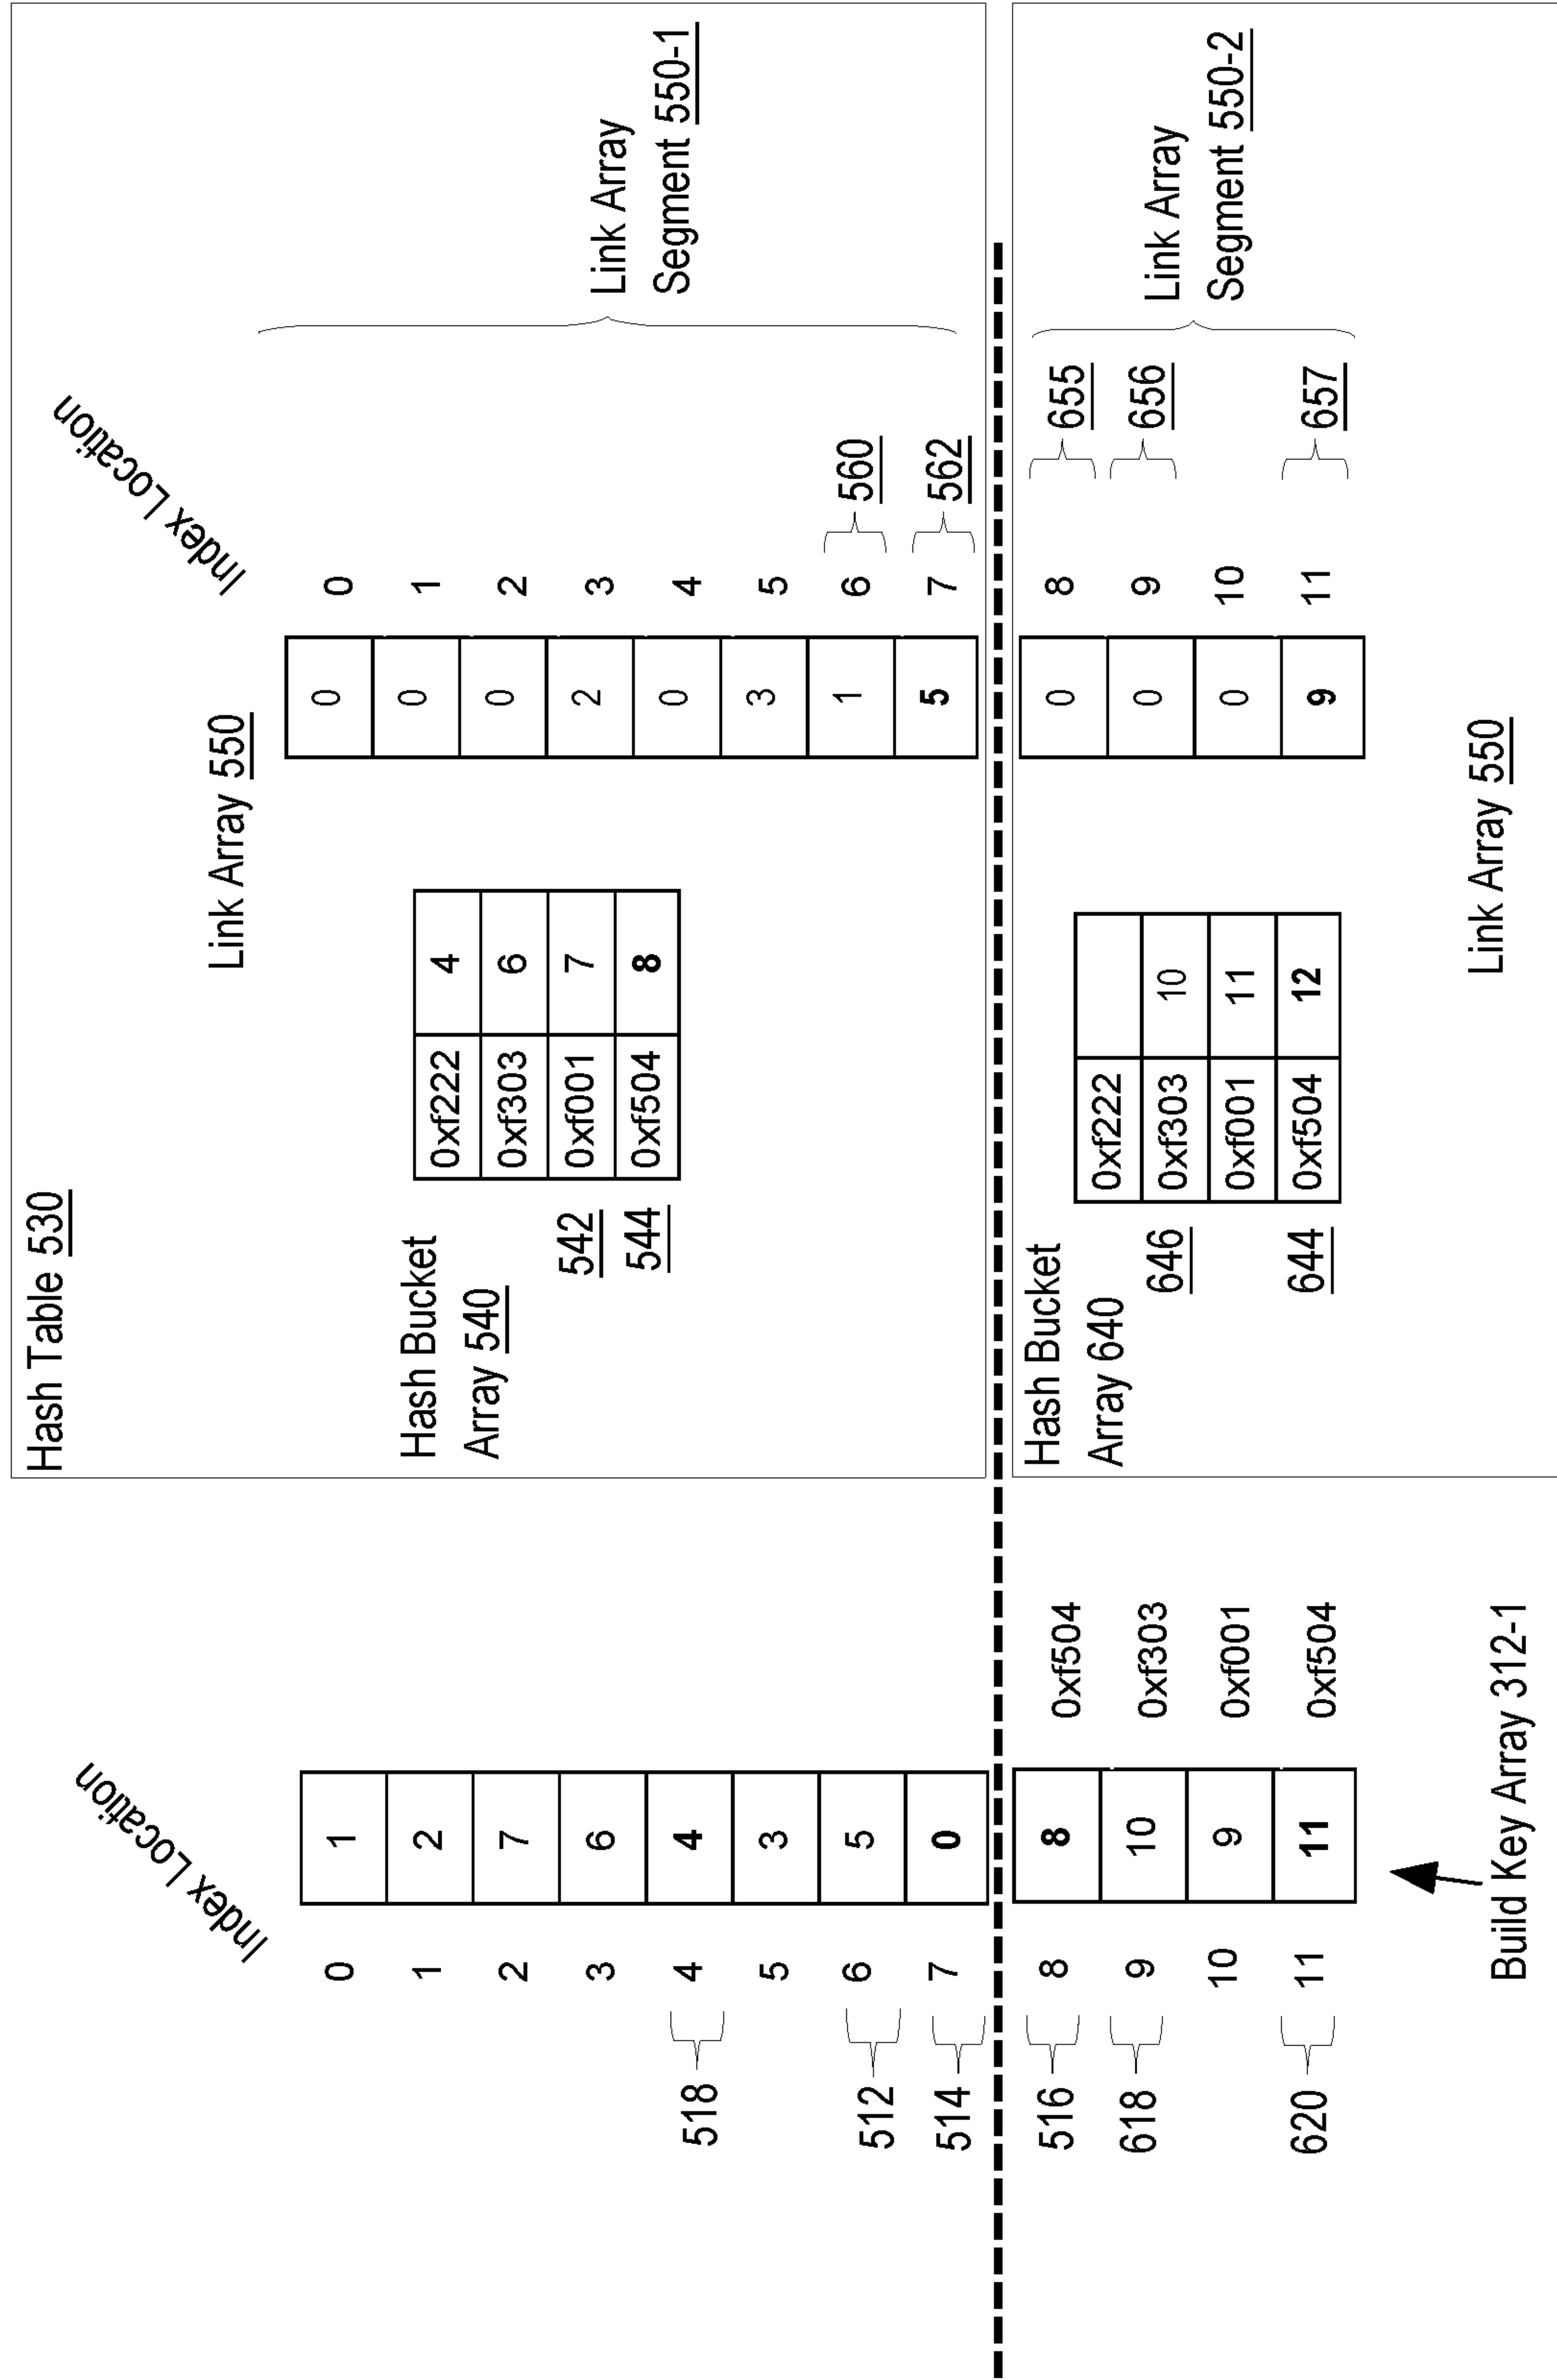 Index Location
0 1
1 2
2 7
3 6
518 4 4
5 3
512 6 5
514 7 0
516 8 8 0xf504
618 9 10 0xf303
10 9 0xf001
620 11 11 0xf504
Build Key Array 312-1
Hash Table 530
Hash Bucket
Array 540
0xf222 4
0xf303 6
542 0xf001 7
544 0xf504 8
Link Array 550
Index Location
0 0
0 1
0 2
2 3
0 4
3 5
1 6 560
5 7 562
Link Array
Segment 550-1
Hash Bucket
Array 640
0xf222
646 0xf303 10
0xf001 11
644 0xf504 12
0 8 655
0 9 656
0 10
9 11 657
Link Array
Segment 550-2
Link Array 550